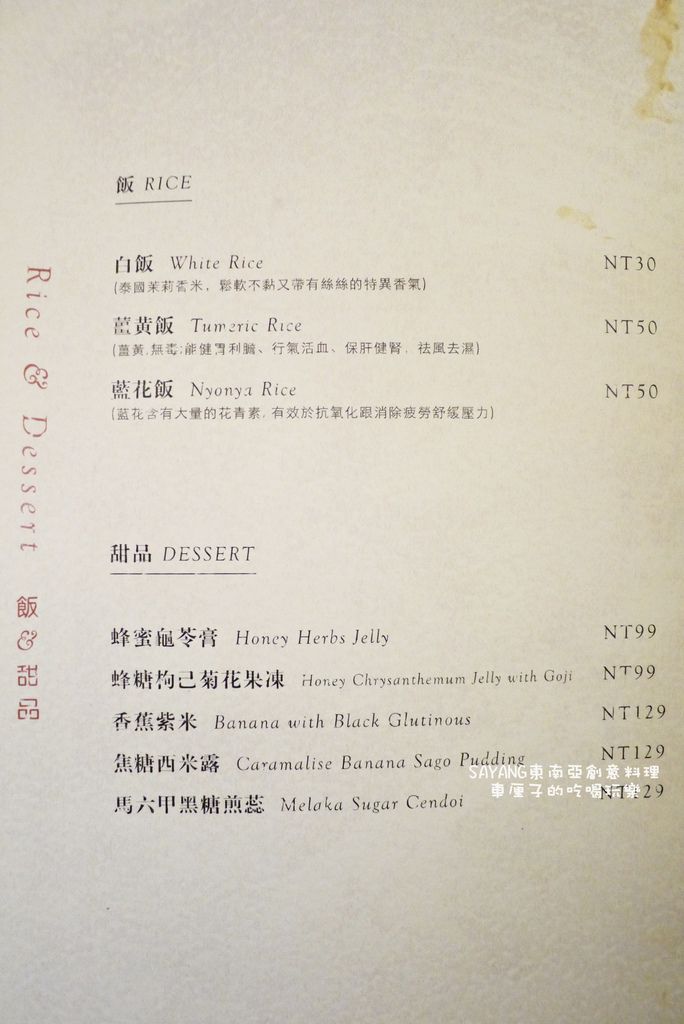 飯 RICE
白飯 White Rice NT30
(泰國茉莉香米，鬆軟不黏又帶有絲絲的特異香氣)
薑黃飯 Tumeric Rice NT50
(薑黃,無毒;能健胃利膽、行氣活血、保肝健腎，祛風去濕)
藍花飯 Nyonya Rice NT50
(藍花含有大量的花青素, 有效於抗氧化跟消除疲勞舒緩壓力)
甜品 DESSERT
蜂蜜龜苓膏 Honey Herbs Jelly NT99
蜂糖枸己菊花果凍 Honey Chrysanthemum Jelly with Goji NT99
香蕉紫米 Banana with Black Glutinous NT129
焦糖西米露 Caramalise Banana Sago Pudding NT129
馬六甲黑糖煎蕊 Melaka Sugar Cendol NT129
Rice & Dessert 飯&甜品
SAYANG東南亞創意料理
車厘子的吃喝玩樂